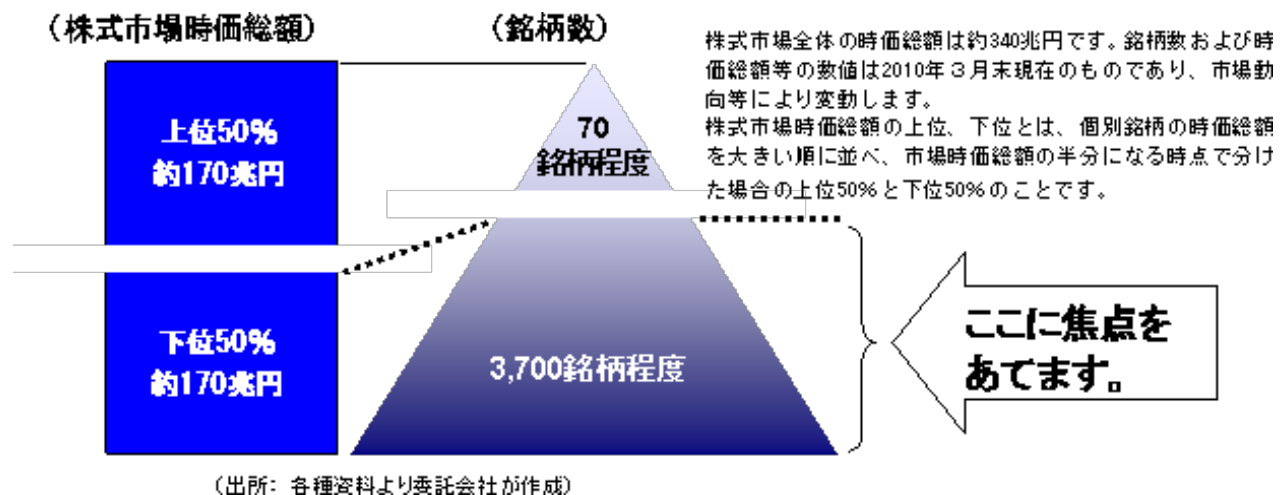 （株式市場時価総額）
（銘柄数）
株式市場全体の時価総額は約340兆円です。銘柄数および時
価総額等の数値は2010年３月末現在のものであり、市場動
向等により変動します。
株式市場時価総額の上位、下位とは、個別銘柄の時価総額
を大きい順に並べ、市場時価総額の半分になる時点で分け
た場合の上位50％と下位50％のことです。
上位50％
約170兆円
70
銘柄程度
下位50％
約170兆円
3,700銘柄程度
ここに焦点を
あてます。
（出所：各種資料より委託会社が作成）